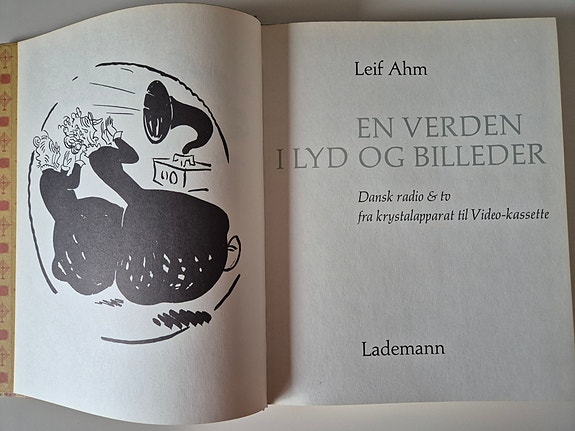 Leif Ahm
EN VERDEN
I LYD OG BILLEDER
Dansk radio & tv
fra krystalapparat til Video-kassette
Lademann